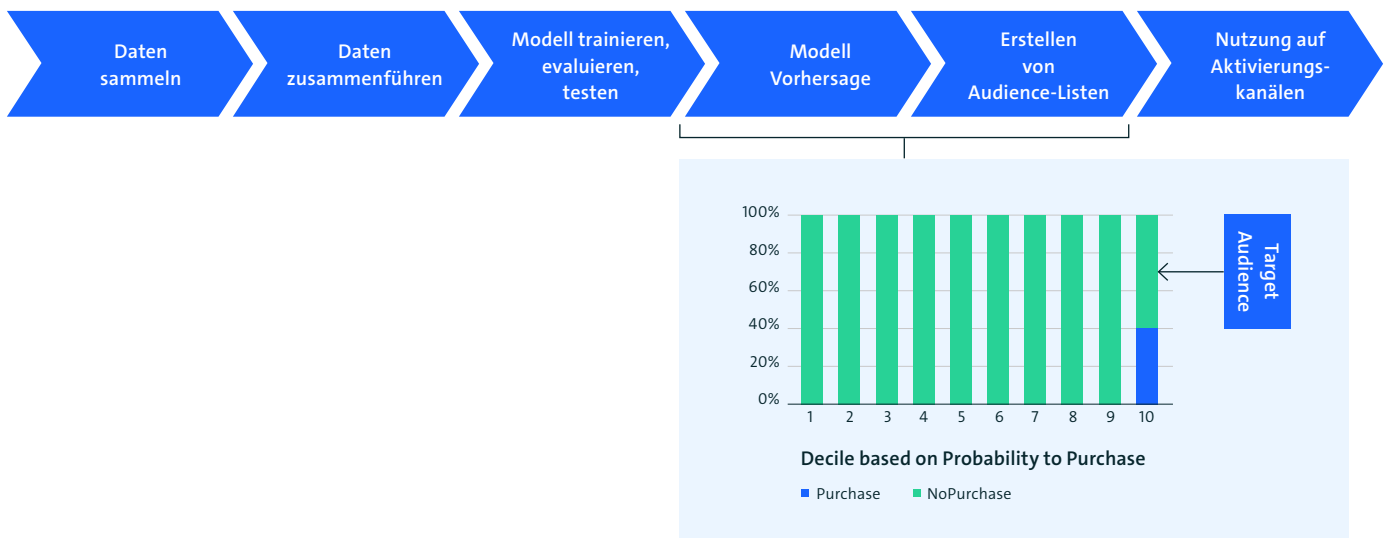 Daten
sammeln
Daten
zusammenführen
Modell trainieren,
evaluieren,
testen
Modell
Vorhersage
Erstellen
von
Audience-Listen
Nutzung auf
Aktivierungs-
kanälen
100%
80%
60%
40%
20%
0%
1 2 3 4 5 6 7 8 9 10
Target
Audience
Decile based on Probability to Purchase
Purchase NoPurchase